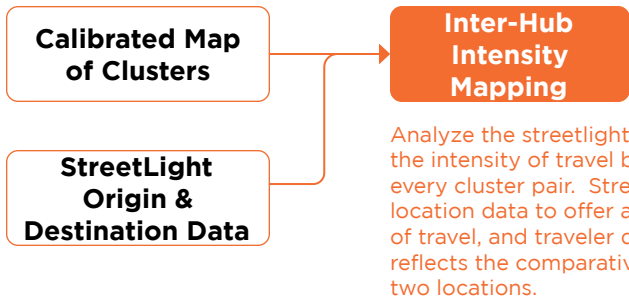 Calibrated Map
of Clusters
StreetLight
Origin &
Destination Data
Inter-Hub
Intensity
Mapping
Analyze the streetlight
the intensity of travel
every cluster pair. Stre
location data to offer a
of travel, and traveler
reflects the comparativ
two locations.